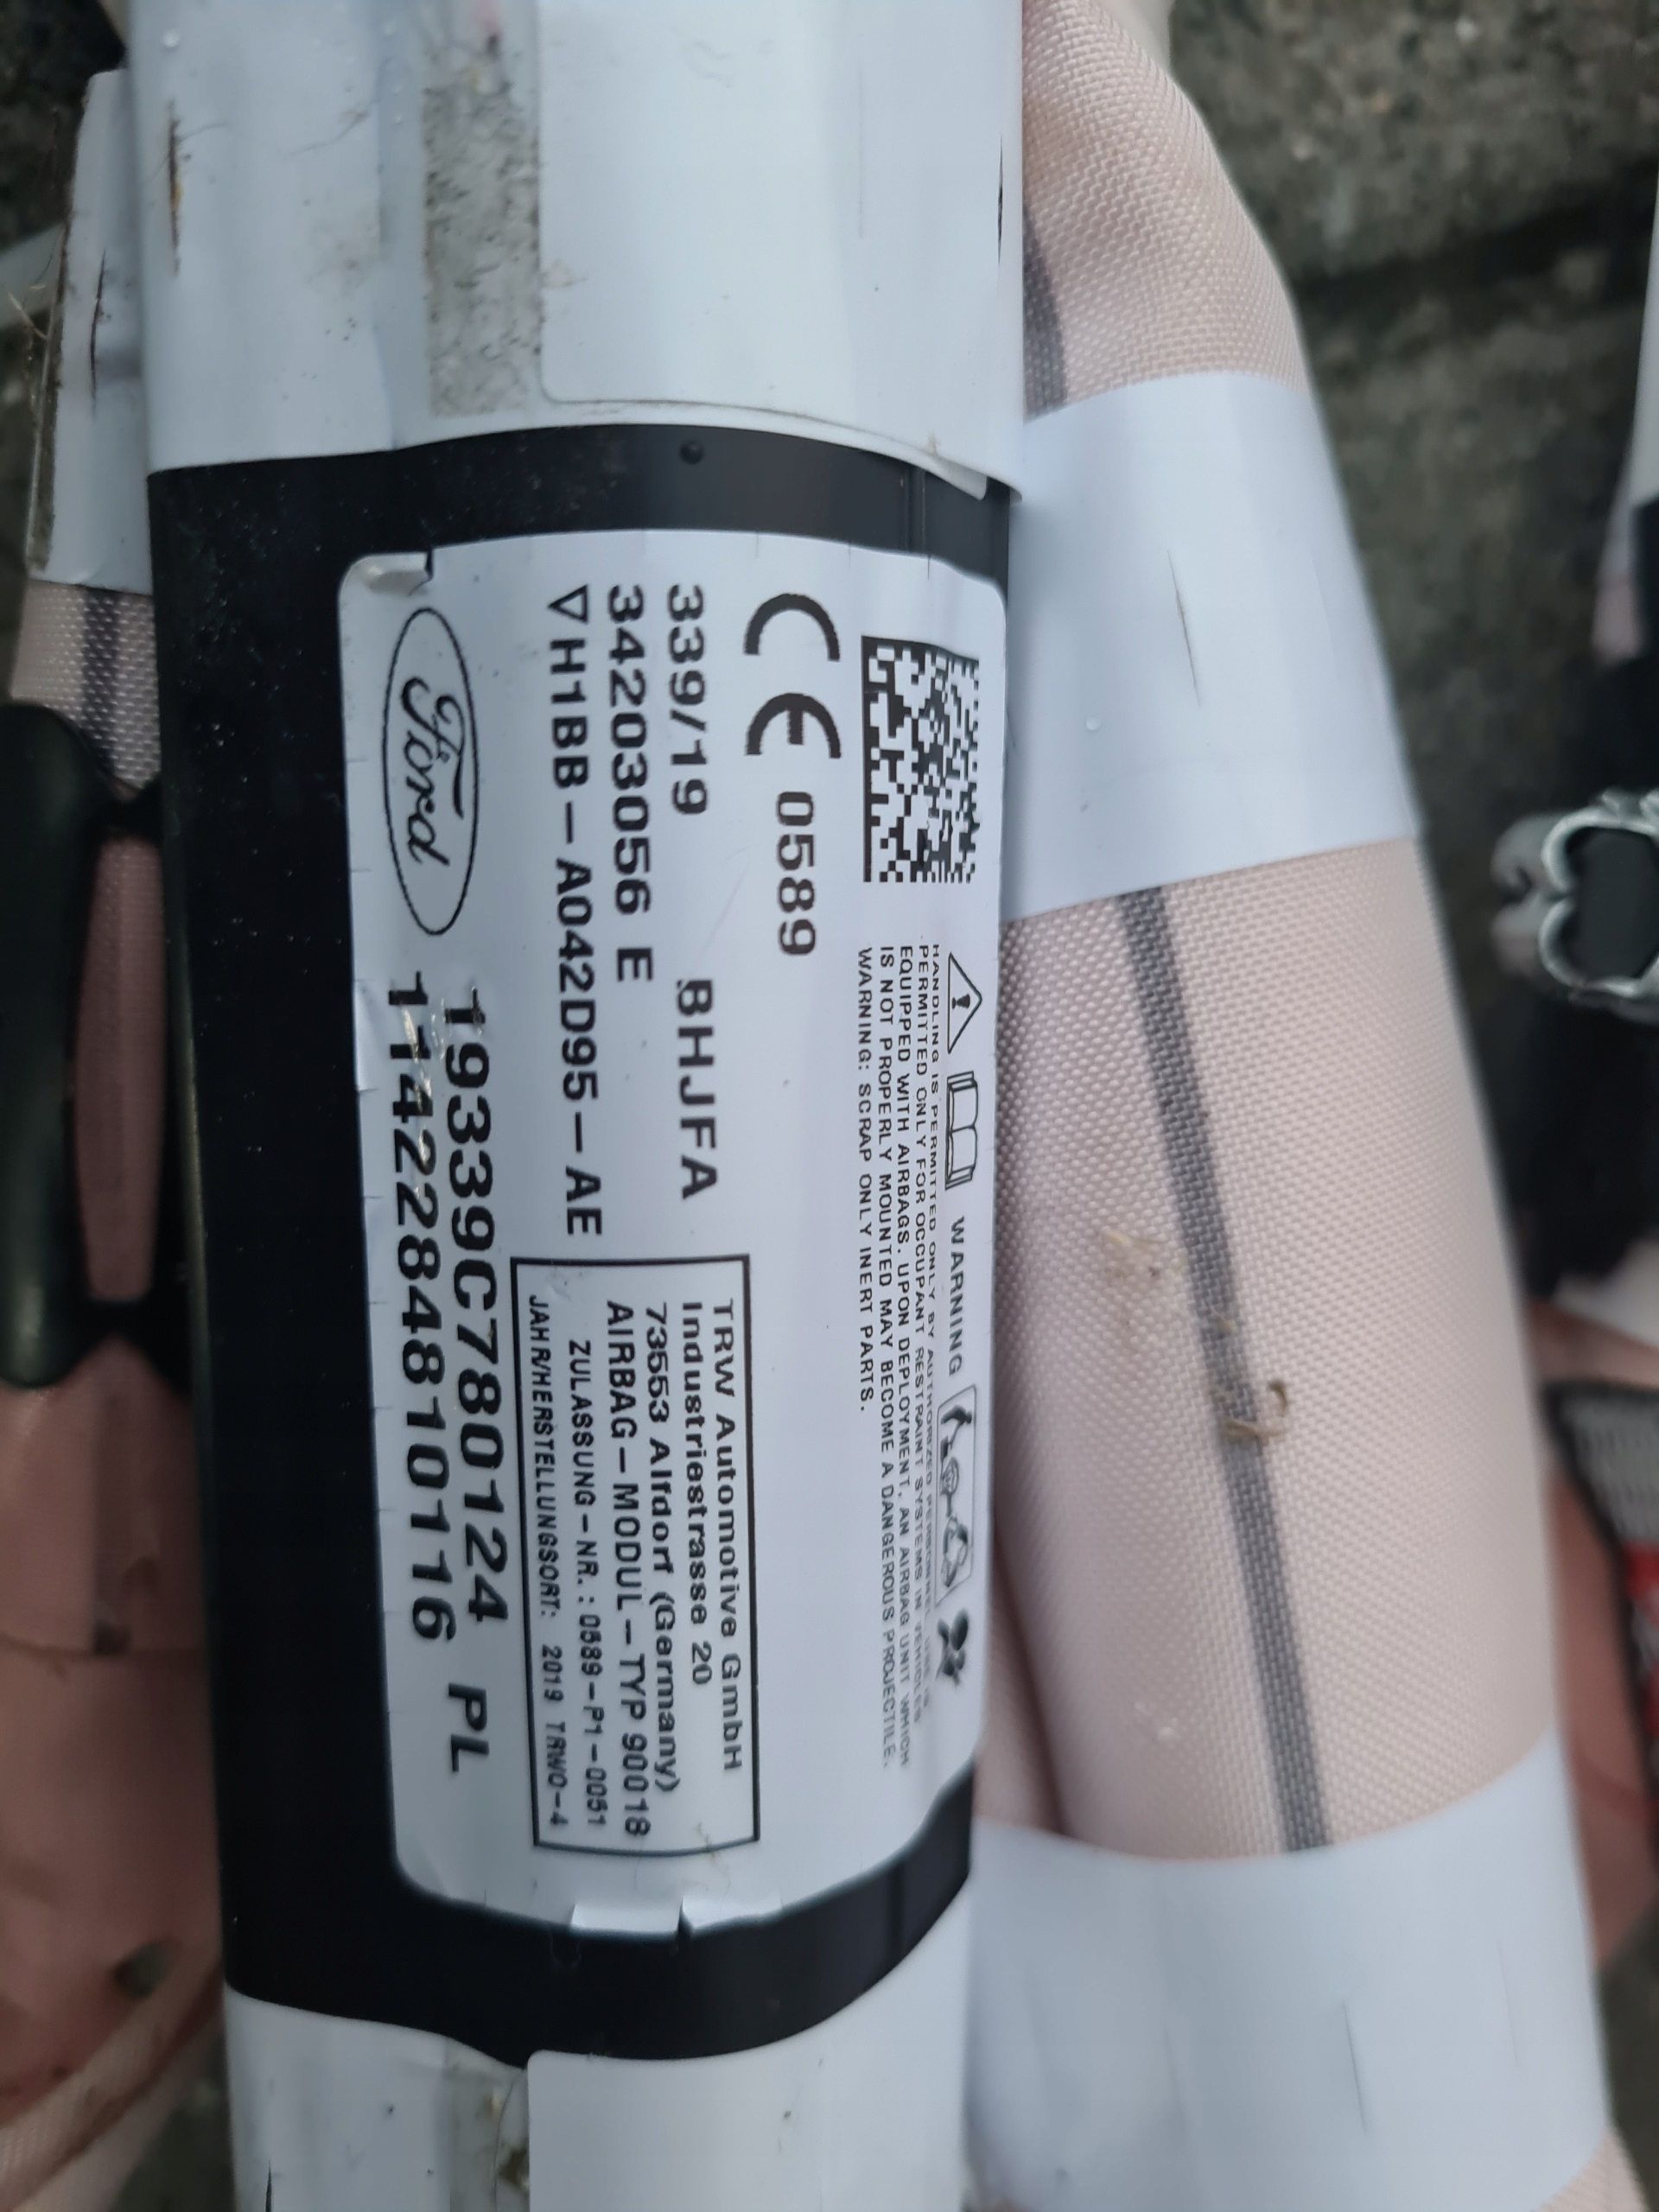 WARNING
HANDLING IS PERMITTED ONLY BY AUTHORIZED PERSONNEL. USE IS
PERMITTED ONLY FOR OCCUPANT RESTRAINT SYSTEMS IN VEHICLES
EQUIPPED WITH AIRBAGS. UPON DEPLOYMENT, AN AIRBAG UNIT WHICH
IS NOT PROPERLY MOUNTED MAY BECOME A DANGEROUS PROJECTILE.
WARNING: SCRAP ONLY INERT PARTS.
CE 0589
339/19 BHJFA
34203056 E
∇H1BB-A042D95-AE
TRW Automotive GmbH
Industriestrasse 20
73553 Alfdorf (Germany)
AIRBAG-MODUL-TYP 90018
ZULASSUNG-NR.: 0589-P1-0051
JAHR/HERSTELLUNGSORT: 2019 TRWO-4
Ford
19339C780124 PL
1142284810116